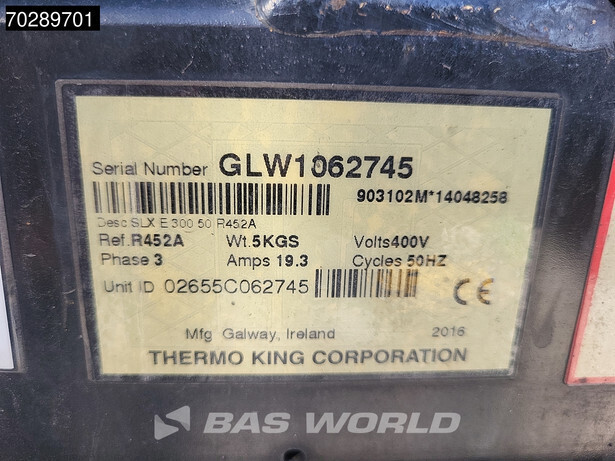 70289701
Serial Number GLW1062745
903102M*14048258
Desc SLX E 300 50 R452A
Ref.R452A Wt.5KGS Volts400V
Phase 3 Amps 19.3 Cycles 50HZ
Unit ID 02655C062745 CE
Mfg Galway, Ireland 2016
THERMO KING CORPORATION
BAS WORLD